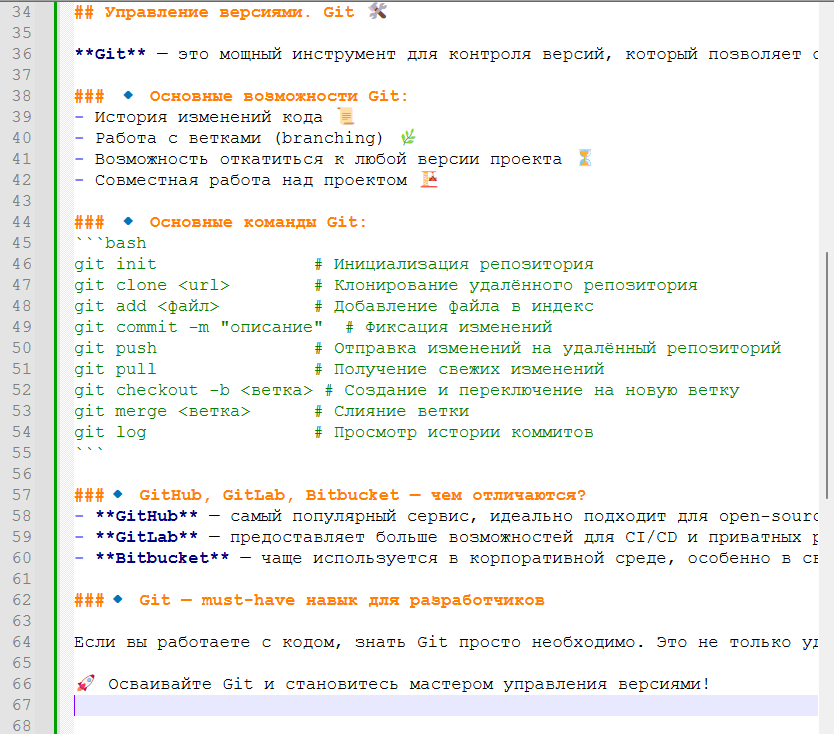 34 ## Управление версиями. Git 🛠
35
36 **Git** — это мощный инструмент для контроля версий, который позволяет
37
38 ### 🔹 Основные возможности Git:
39 - История изменений кода 📜
40 - Работа с ветками (branching) 🌿
41 - Возможность откатиться к любой версии проекта ⏳
42 - Совместная работа над проектом 🏗
43
44 ### 🔹 Основные команды Git:
45 ```bash
46 git init               # Инициализация репозитория
47 git clone <url>        # Клонирование удалённого репозитория
48 git add <файл>         # Добавление файла в индекс
49 git commit -m "описание"  # Фиксация изменений
50 git push               # Отправка изменений на удалённый репозиторий
51 git pull               # Получение свежих изменений
52 git checkout -b <ветка> # Создание и переключение на новую ветку
53 git merge <ветка>      # Слияние ветки
54 git log                # Просмотр истории коммитов
55 ```
56
57 ###🔹 GitHub, GitLab, Bitbucket — чем отличаются?
58 - **GitHub** — самый популярный сервис, идеально подходит для open-sourc
59 - **GitLab** — предоставляет больше возможностей для CI/CD и приватных
60 - **Bitbucket** — чаще используется в корпоративной среде, особенно в
61
62 ###🔹 Git — must-have навык для разработчиков
63
64 Если вы работаете с кодом, знать Git просто необходимо. Это не только
65
66 🚀 Осваивайте Git и становитесь мастером управления версиями!
67
68